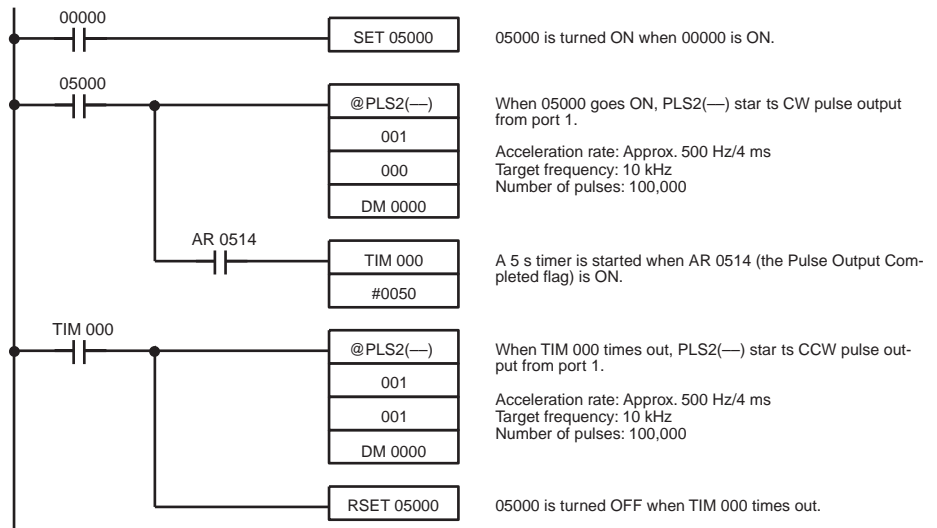 00000
SET 05000
05000 is turned ON when 00000 is ON.
05000
@PLS2(––)
001
000
DM 0000
When 05000 goes ON, PLS2(––) star ts CW pulse output
from port 1.
Acceleration rate: Approx. 500 Hz/4 ms
Target frequency: 10 kHz
Number of pulses: 100,000
AR 0514
TIM 000
#0050
A 5 s timer is started when AR 0514 (the Pulse Output Com-
pleted flag) is ON.
TIM 000
@PLS2(––)
001
001
DM 0000
When TIM 000 times out, PLS2(––) star ts CCW pulse out-
put from port 1.
Acceleration rate: Approx. 500 Hz/4 ms
Target frequency: 10 kHz
Number of pulses: 100,000
RSET 05000
05000 is turned OFF when TIM 000 times out.